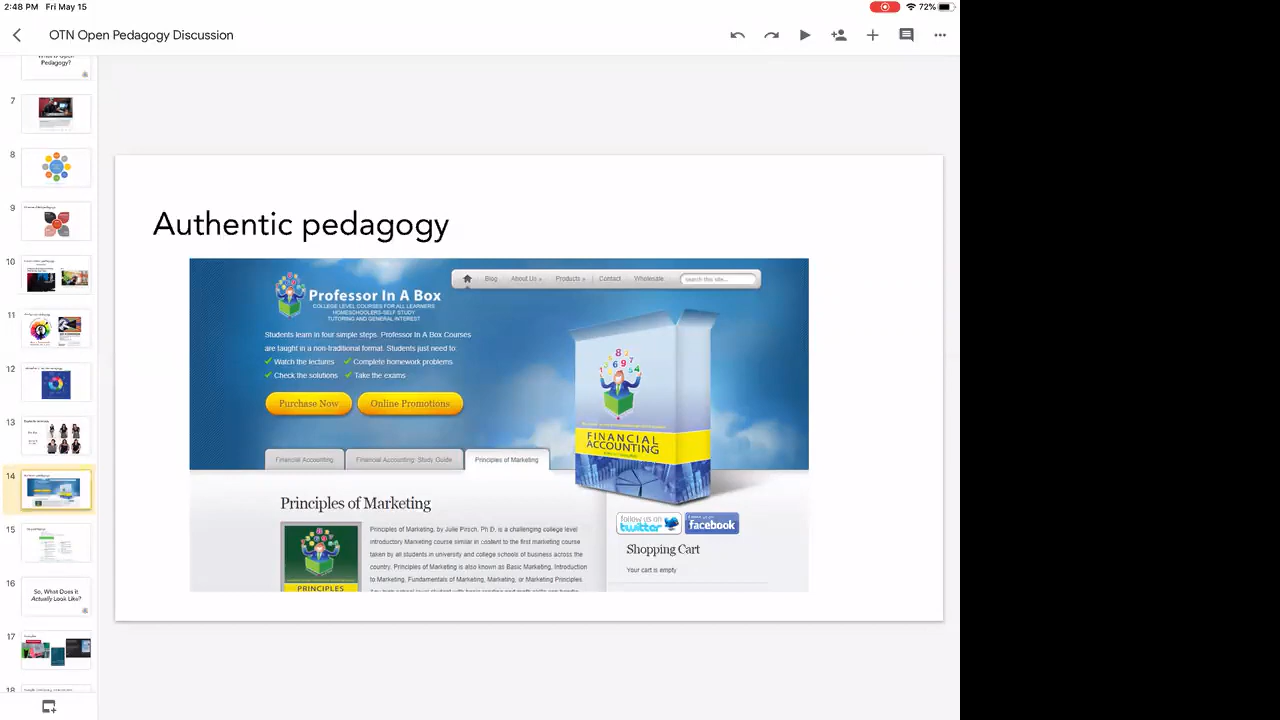 2:48 PM Fri May 15
72%
OTN Open Pedagogy Discussion
Pedagogy?
7
8
9
10
11
12
13
14
15
16
So, What Does it
Actually Look Like?
17
18
Authentic pedagogy
Blog About Us » Products » Contact Wholesale search this site...
Professor In A Box
COLLEGE LEVEL COURSES FOR ALL LEARNERS
HOMESCHOOLERS-SELF STUDY
TUTORING AND GENERAL INTEREST
Students learn in four simple steps. Professor In A Box Courses
are taught in a non-traditional format. Students just need to:
Watch the lectures Complete homework problems
Check the solutions Take the exams
Purchase Now Online Promotions
FINANCIAL
ACCOUNTING
Financial Accounting Financial Accounting: Study Guide Principles of Marketing
Principles of Marketing
Principles of Marketing, by Julie Pirsch, Ph.D. is a challenging college level
introductory Marketing course similar in content to the first marketing course
taken by all students in university and college schools of business across the
country. Principles of Marketing is also known as Basic Marketing, Introduction
to Marketing, Fundamentals of Marketing, Marketing, or Marketing Principles.
PRINCIPLES
follow us on
twitter
facebook
Shopping Cart
Your cart is empty